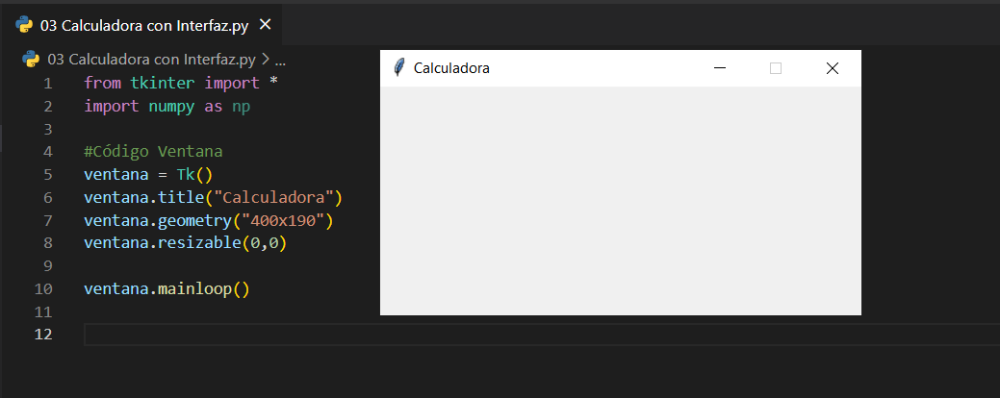 03 Calculadora con Interfaz.py
03 Calculadora con Interfaz.py > ...
Calculadora
1 from tkinter import *
2 import numpy as np
3
4 #Código Ventana
5 ventana = Tk()
6 ventana.title("Calculadora")
7 ventana.geometry("400x190")
8 ventana.resizable(0,0)
9
10 ventana.mainloop()
11
12